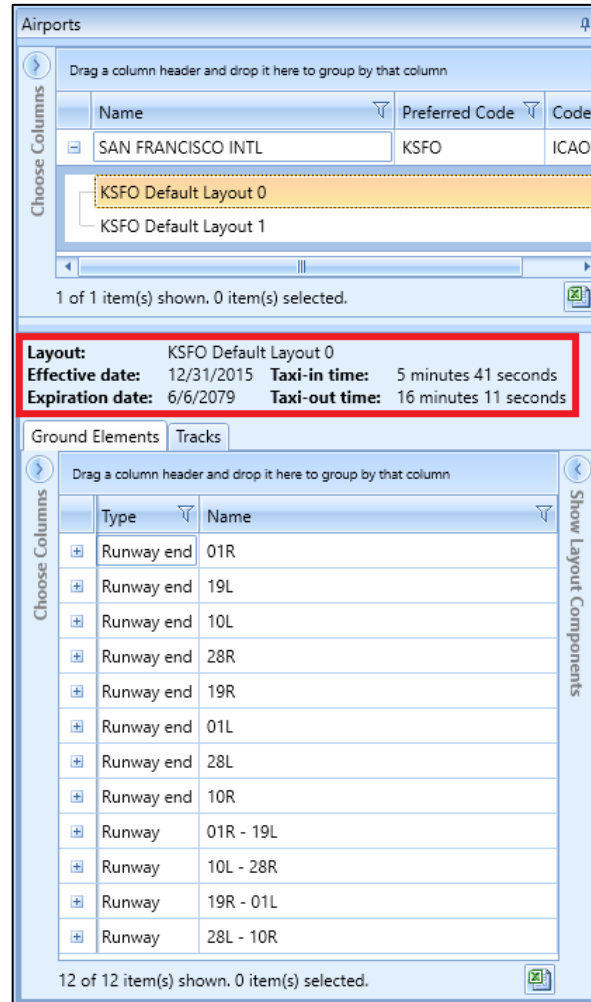 Airports
Choose Columns
Drag a column header and drop it here to group by that column
Name Preferred Code Code
SAN FRANCISCO INTL KSFO ICAO
KSFO Default Layout 0
KSFO Default Layout 1
1 of 1 item(s) shown. 0 item(s) selected.
Layout: KSFO Default Layout 0
Effective date: 12/31/2015 Taxi-in time: 5 minutes 41 seconds
Expiration date: 6/6/2079 Taxi-out time: 16 minutes 11 seconds
Ground Elements Tracks
Choose Columns
Drag a column header and drop it here to group by that column
Show Layout Components
Type Name
Runway end 01R
Runway end 19L
Runway end 10L
Runway end 28R
Runway end 19R
Runway end 01L
Runway end 28L
Runway end 10R
Runway 01R - 19L
Runway 10L - 28R
Runway 19R - 01L
Runway 28L - 10R
12 of 12 item(s) shown. 0 item(s) selected.